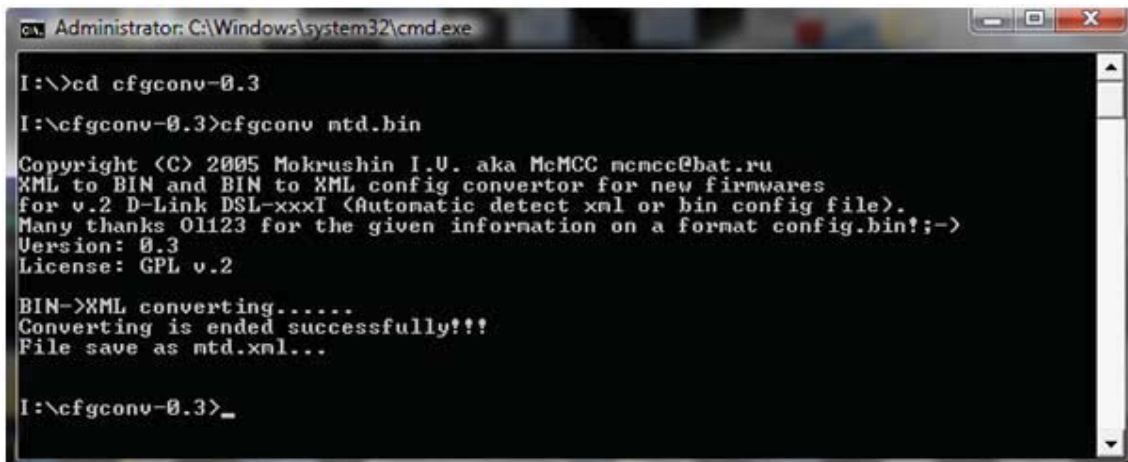 Administrator: C:\Windows\system32\cmd.exe
I:\>cd cfgconv-0.3
I:\cfgconv-0.3>cfgconv mtd.bin
Copyright (C) 2005 Mokrushin I.V. aka McMCC mcmcc@bat.ru
XML to BIN and BIN to XML config convertor for new firmwares
for v.2 D-Link DSL-xxxT (Automatic detect xml or bin config file).
Many thanks Ol123 for the given information on a format config.bin!;->
Version: 0.3
License: GPL v.2
BIN->XML converting......
Converting is ended successfully!!!
File save as mtd.xml...
I:\cfgconv-0.3>_